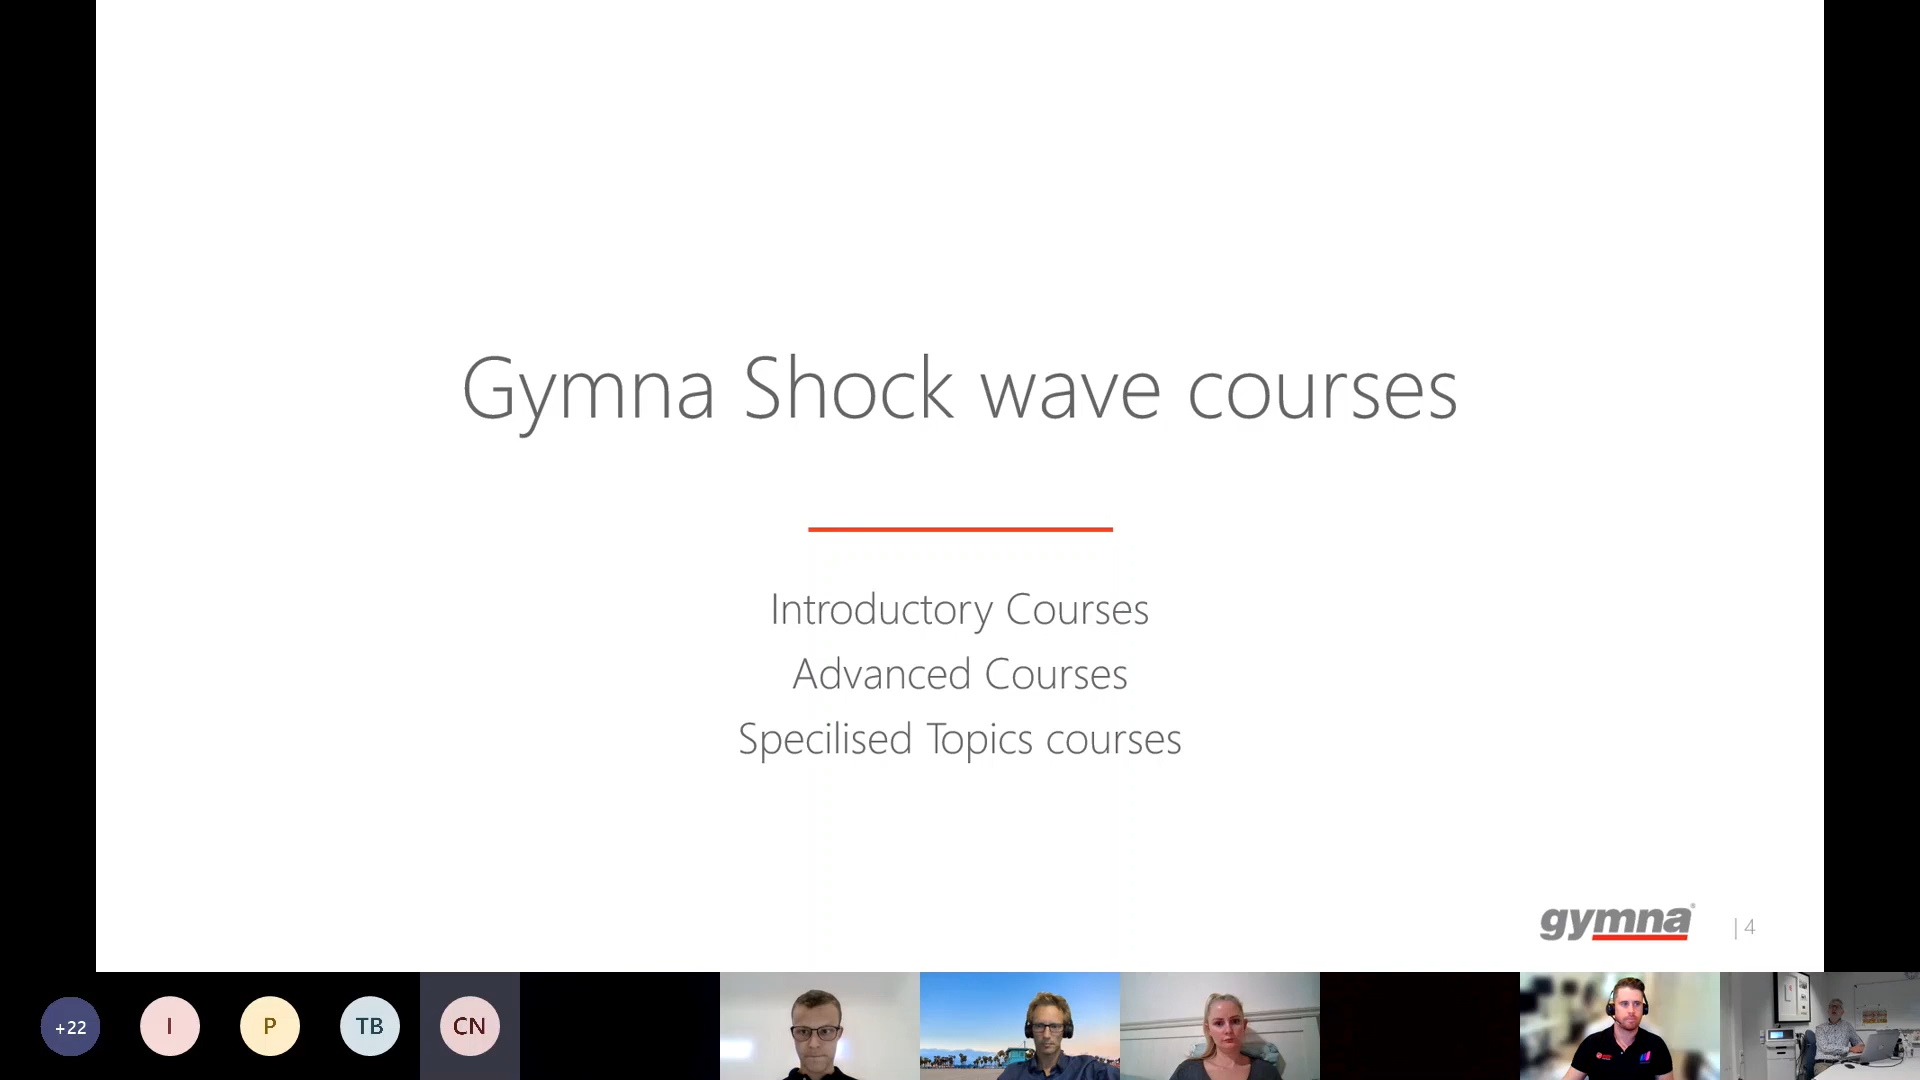 Gymna Shock wave courses
Introductory Courses
Advanced Courses
Specilised Topics courses
gymna®
| 4
+22
I
P
TB
CN